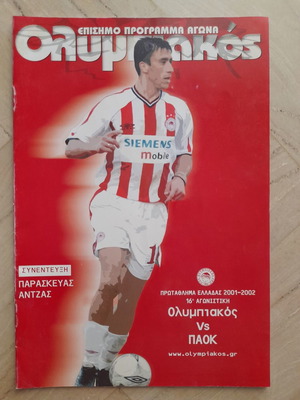 ΕΠΙΣΗΜΟ ΠΡΟΓΡΑΜΜΑ ΑΓΩΝΑ
Ολυμπιακός
SIEMENS
mobile
ΣΥΝΕΝΤΕΥΞΗ
ΠΑΡΑΣΚΕΥΑΣ
ΑΝΤΖΑΣ
ΠΡΩΤΑΘΛΗΜΑ ΕΛΛΑΔΟΣ 2001-2002
16η ΑΓΩΝΙΣΤΙΚΗ
Ολυμπιακός
Vs
ΠΑΟΚ
www.olympiakos.gr